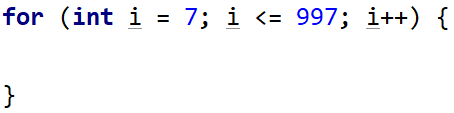 for (int i = 7; i <= 997; i++) {
}